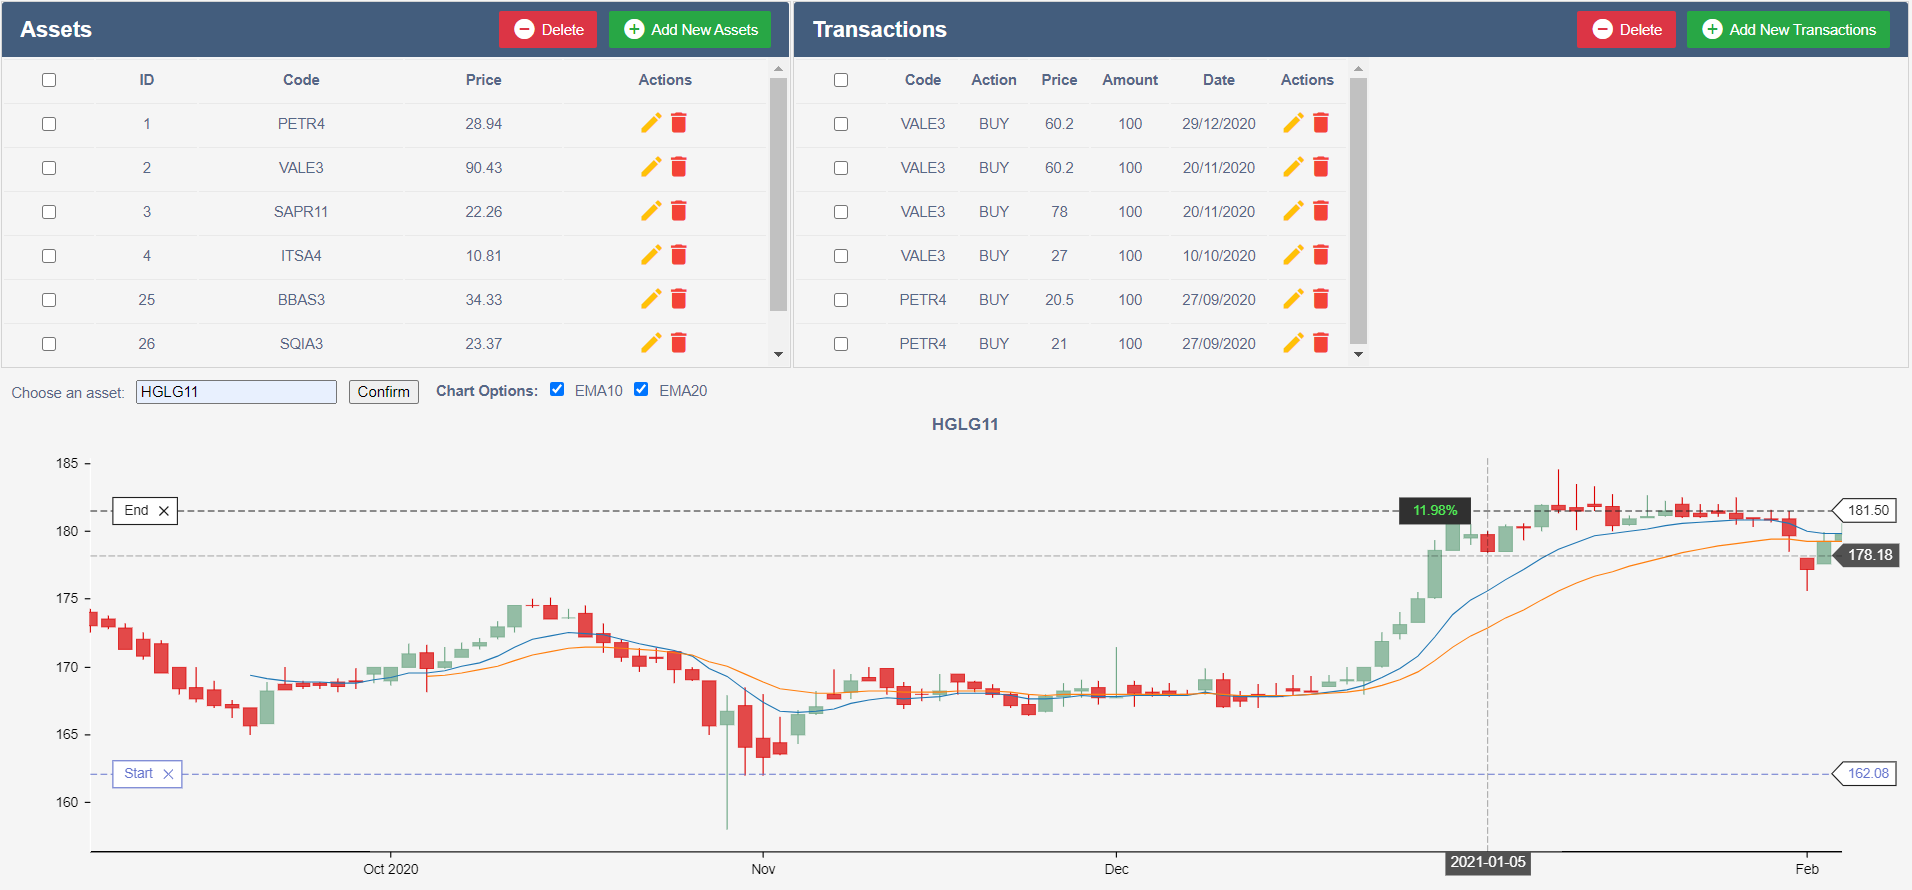 Assets
Delete
Add New Assets
ID Code Price Actions
1 PETR4 28.94
2 VALE3 90.43
3 SAPR11 22.26
4 ITSA4 10.81
25 BBAS3 34.33
26 SQIA3 23.37
Transactions
Delete
Add New Transactions
Code Action Price Amount Date Actions
VALE3 BUY 60.2 100 29/12/2020
VALE3 BUY 60.2 100 20/11/2020
VALE3 BUY 78 100 20/11/2020
VALE3 BUY 27 100 10/10/2020
PETR4 BUY 20.5 100 27/09/2020
PETR4 BUY 21 100 27/09/2020
Choose an asset: HGLG11 Confirm Chart Options: EMA10 EMA20
HGLG11
185
End 11.98% 181.50
180
178.18
175
170
165
Start 162.08
160
Oct 2020 Nov Dec 2021-01-05 Feb